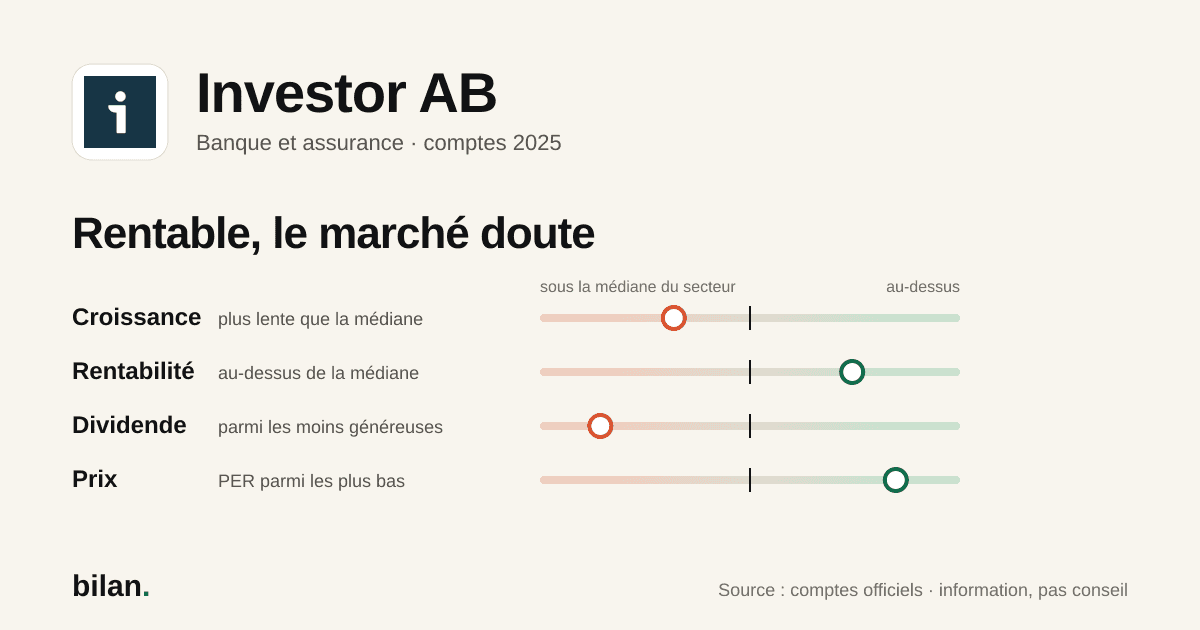 Investor AB
Banque et assurance · comptes 2025
Rentable, le marché doute
sous la médiane du secteur au-dessus
Croissance plus lente que la médiane
Rentabilité au-dessus de la médiane
Dividende parmi les moins généreuses
Prix PER parmi les plus bas
bilan.
Source : comptes officiels · information, pas conseil